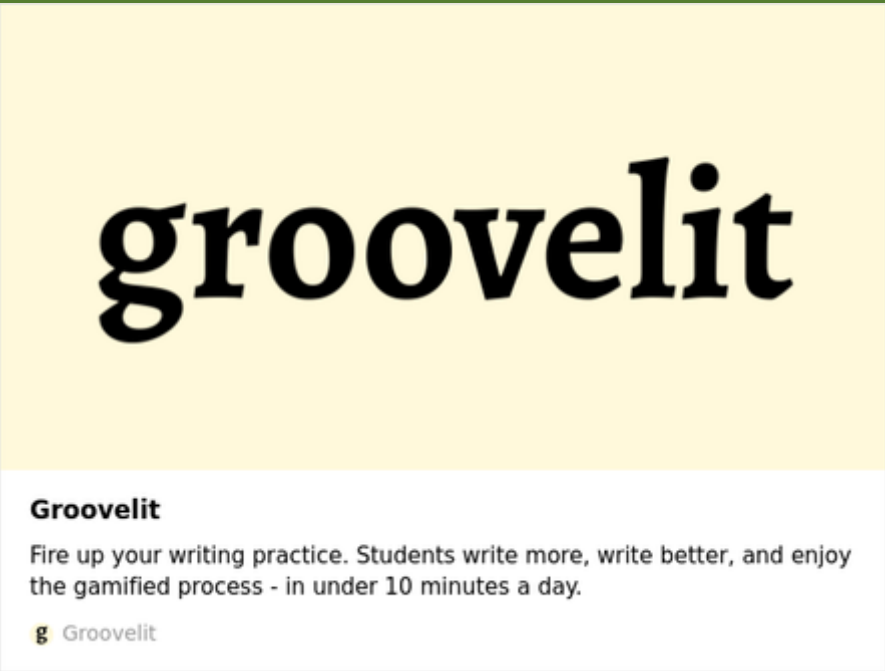 groovelit
Groovelit
Fire up your writing practice. Students write more, write better, and enjoy
the gamified process - in under 10 minutes a day.
g Groovelit